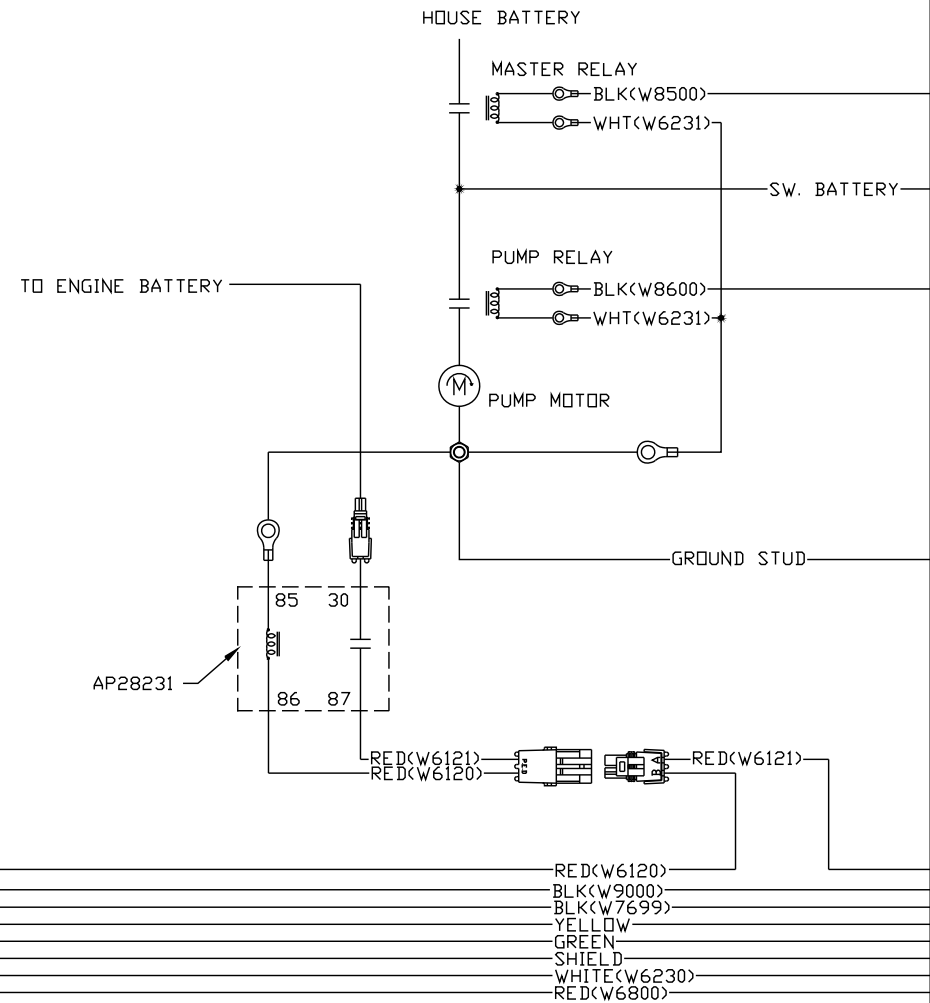 HOUSE BATTERY
MASTER RELAY
BLK(W8500)
WHT(W6231)
SW. BATTERY
PUMP RELAY
TO ENGINE BATTERY
BLK(W8600)
WHT(W6231)
M
PUMP MOTOR
GROUND STUD
85 30
AP28231
86 87
RED(W6121)
RED(W6120)
P.E.D
A
B
RED(W6121)
RED(W6120)
BLK(W9000)
BLK(W7699)
YELLOW
GREEN
SHIELD
WHITE(W6230)
RED(W6800)